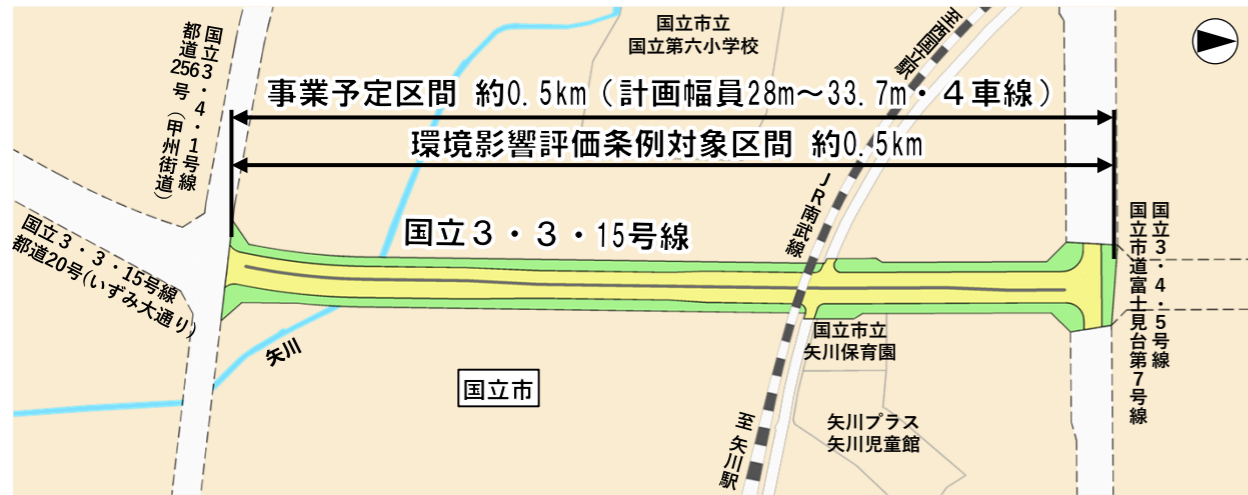 国立市立
国立第六小学校
至西国立駅
国立3・4・1号線
都道256号(甲州街道)
事業予定区間 約0.5km(計画幅員28m~33.7m・4車線)
環境影響評価条例対象区間 約0.5km
JR南武線
国立3・3・15号線
国立3・3・15号線
都道20号(いずみ大通り)
国立3・4・5号線
国立市道富士見台第7号線
矢川
国立市立
矢川保育園
国立市
矢川プラス
矢川児童館
至 矢川駅